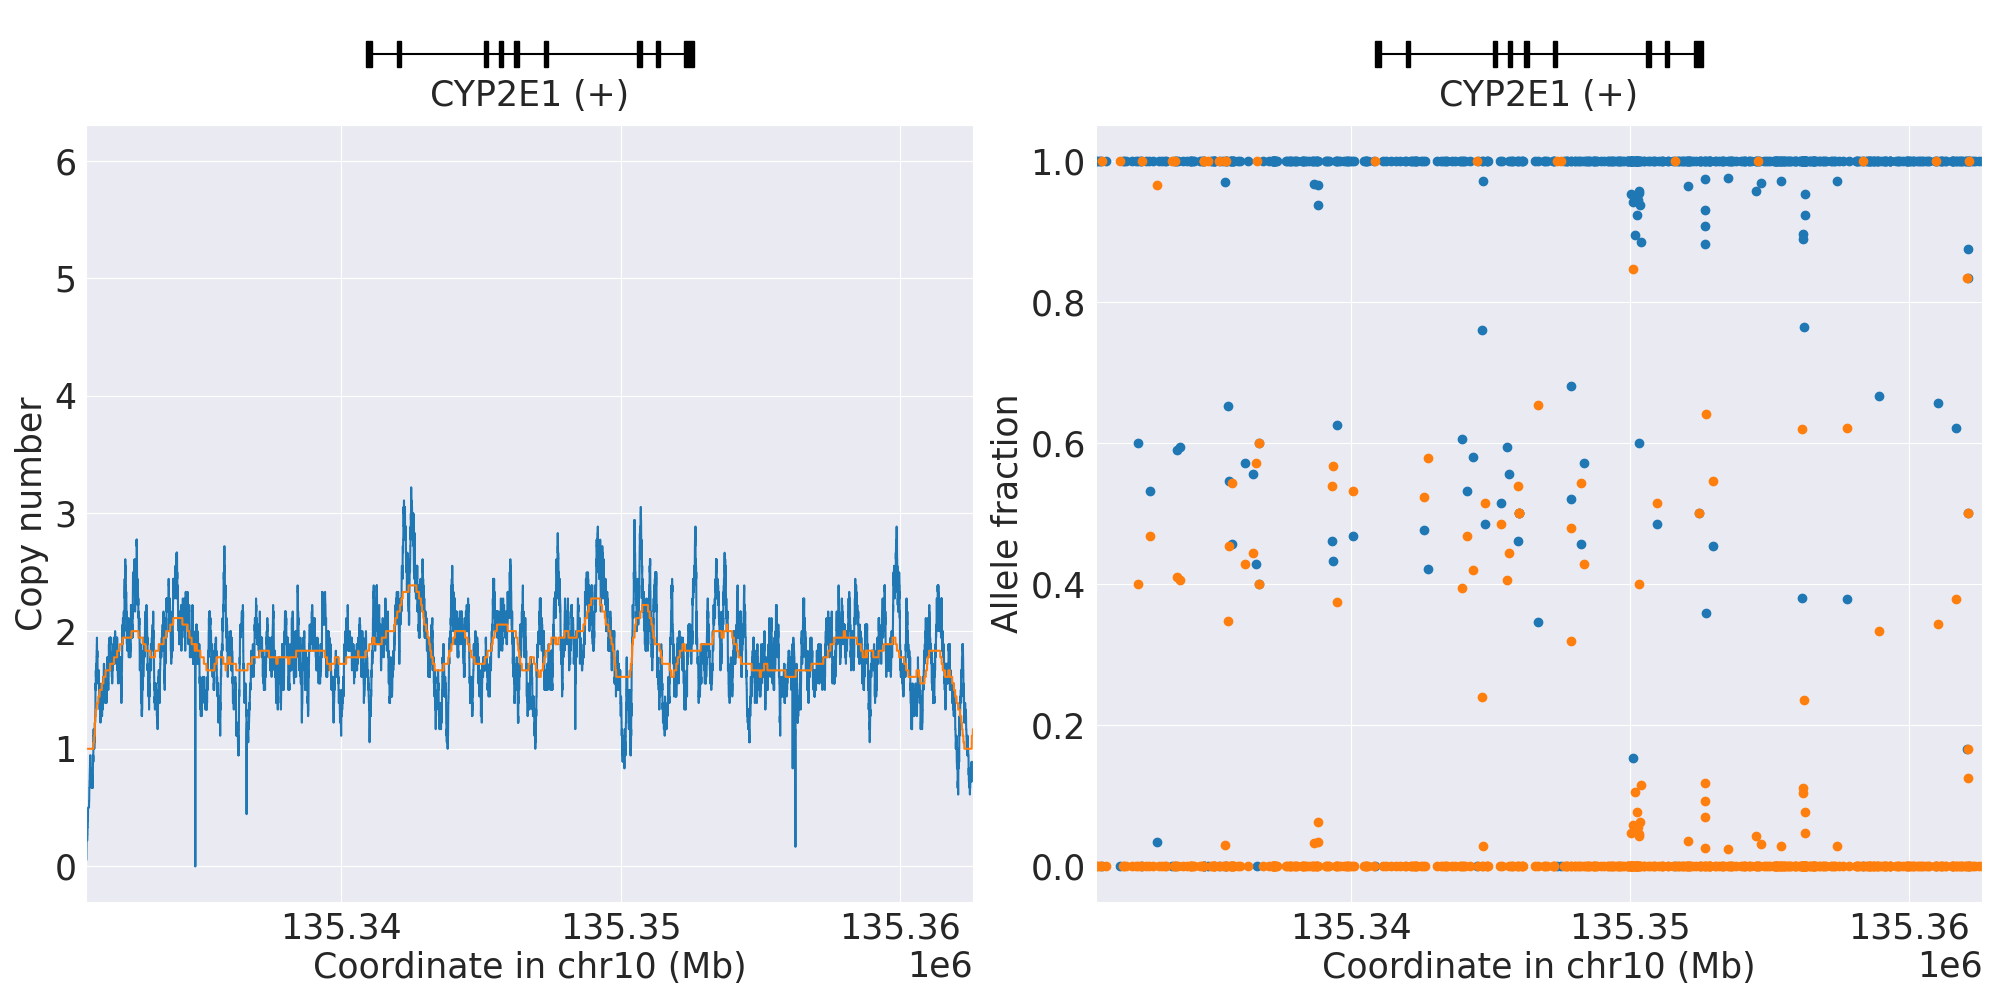 CYP2E1 (+)
6
5
4
3
2
1
0
Copy number
135.34 135.35 135.36
Coordinate in chr10 (Mb)
1e6
CYP2E1 (+)
1.0
0.8
0.6
0.4
0.2
0.0
Allele fraction
135.34 135.35 135.36
Coordinate in chr10 (Mb)
1e6